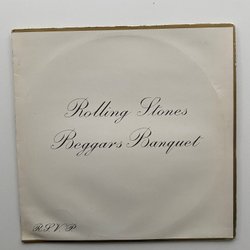 Rolling Stones
Beggars Banquet
R.S.V.P.